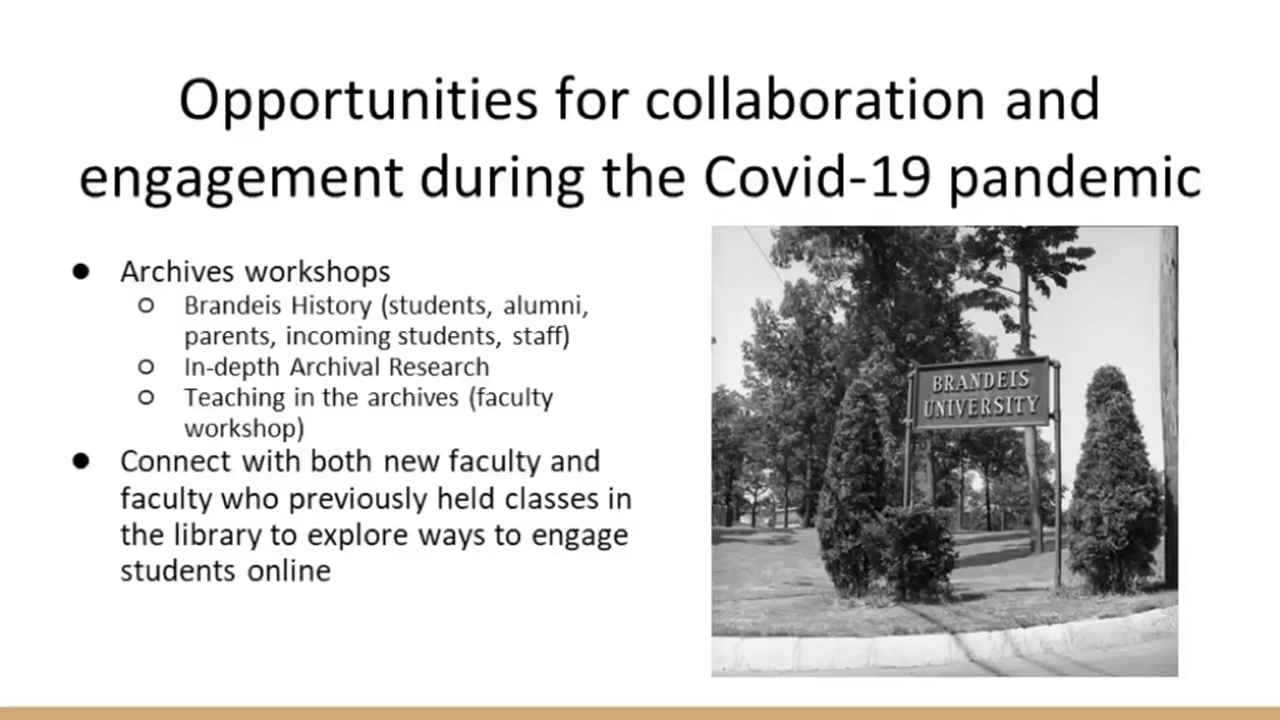 Opportunities for collaboration and
engagement during the Covid-19 pandemic
● Archives workshops
○ Brandeis History (students, alumni,
parents, incoming students, staff)
○ In-depth Archival Research
○ Teaching in the archives (faculty
workshop)
● Connect with both new faculty and
faculty who previously held classes in
the library to explore ways to engage
students online
BRANDEIS
UNIVERSITY